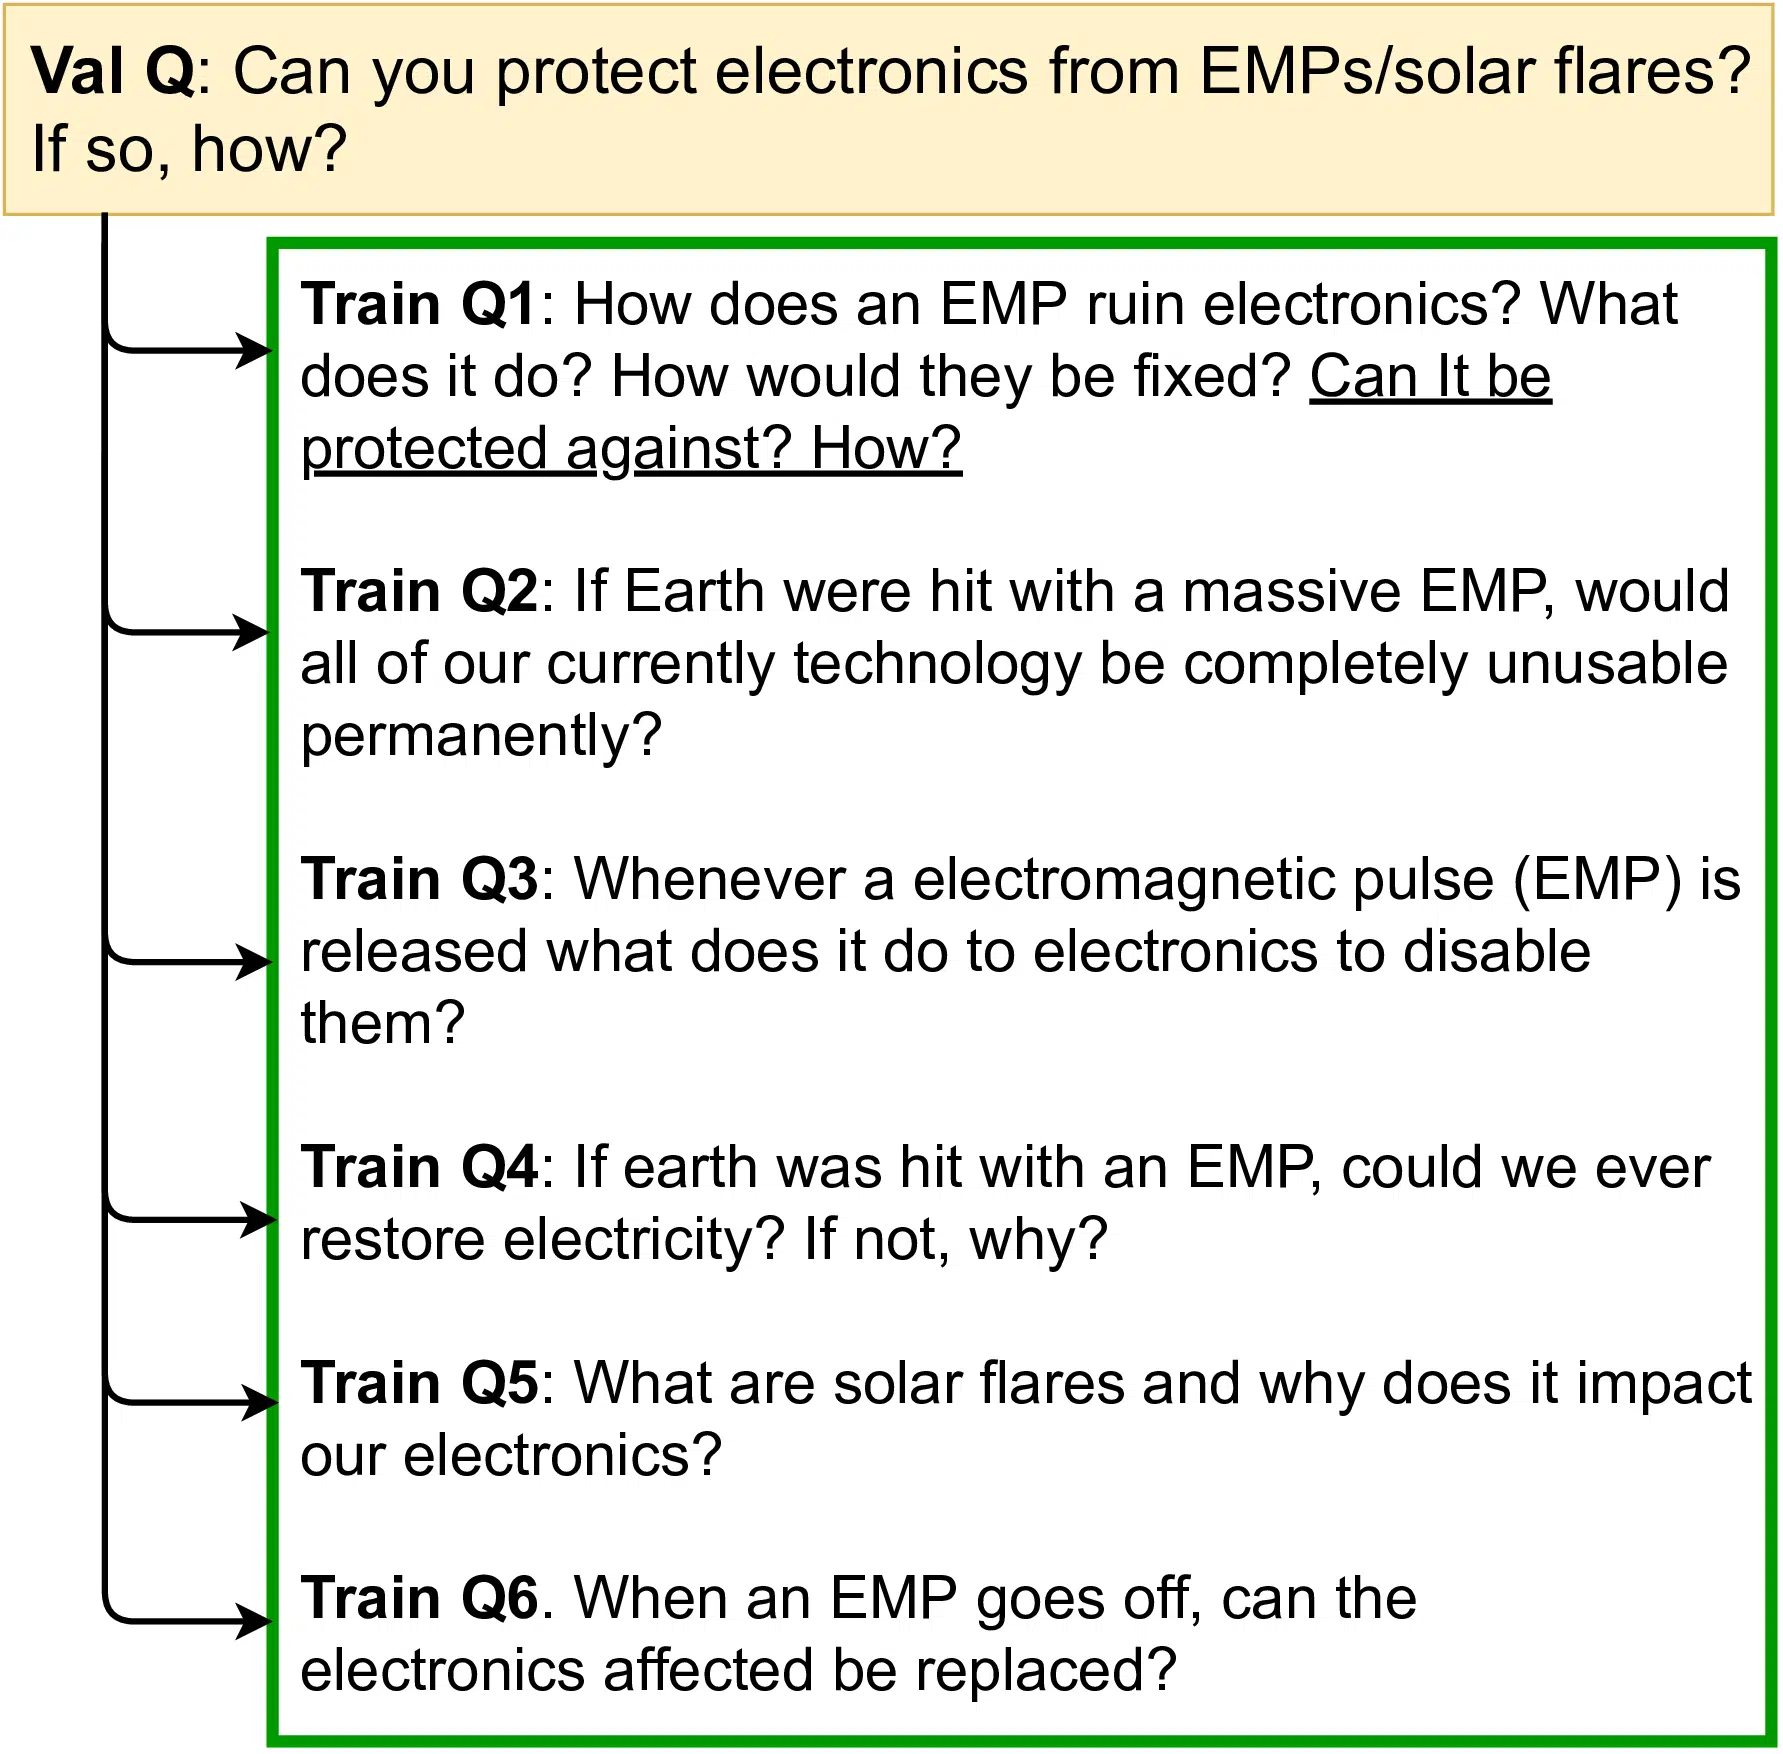 Val Q: Can you protect electronics from EMPs/solar flares?
If so, how?
Train Q1: How does an EMP ruin electronics? What
does it do? How would they be fixed? Can It be
protected against? How?
Train Q2: If Earth were hit with a massive EMP, would
all of our currently technology be completely unusable
permanently?
Train Q3: Whenever a electromagnetic pulse (EMP) is
released what does it do to electronics to disable
them?
Train Q4: If earth was hit with an EMP, could we ever
restore electricity? If not, why?
Train Q5: What are solar flares and why does it impact
our electronics?
Train Q6. When an EMP goes off, can the
electronics affected be replaced?